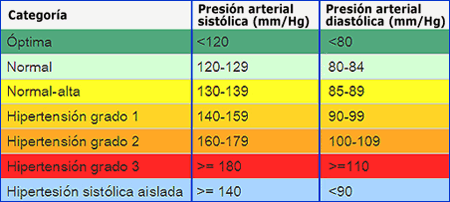 Categoría Presión arterial sistólica (mm/Hg) Presión arterial diastólica (mm/Hg)
Óptima <120 <80
Normal 120-129 80-84
Normal-alta 130-139 85-89
Hipertensión grado 1 140-159 90-99
Hipertensión grado 2 160-179 100-109
Hipertensión grado 3 >= 180 >=110
Hipertesión sistólica aislada >= 140 <90